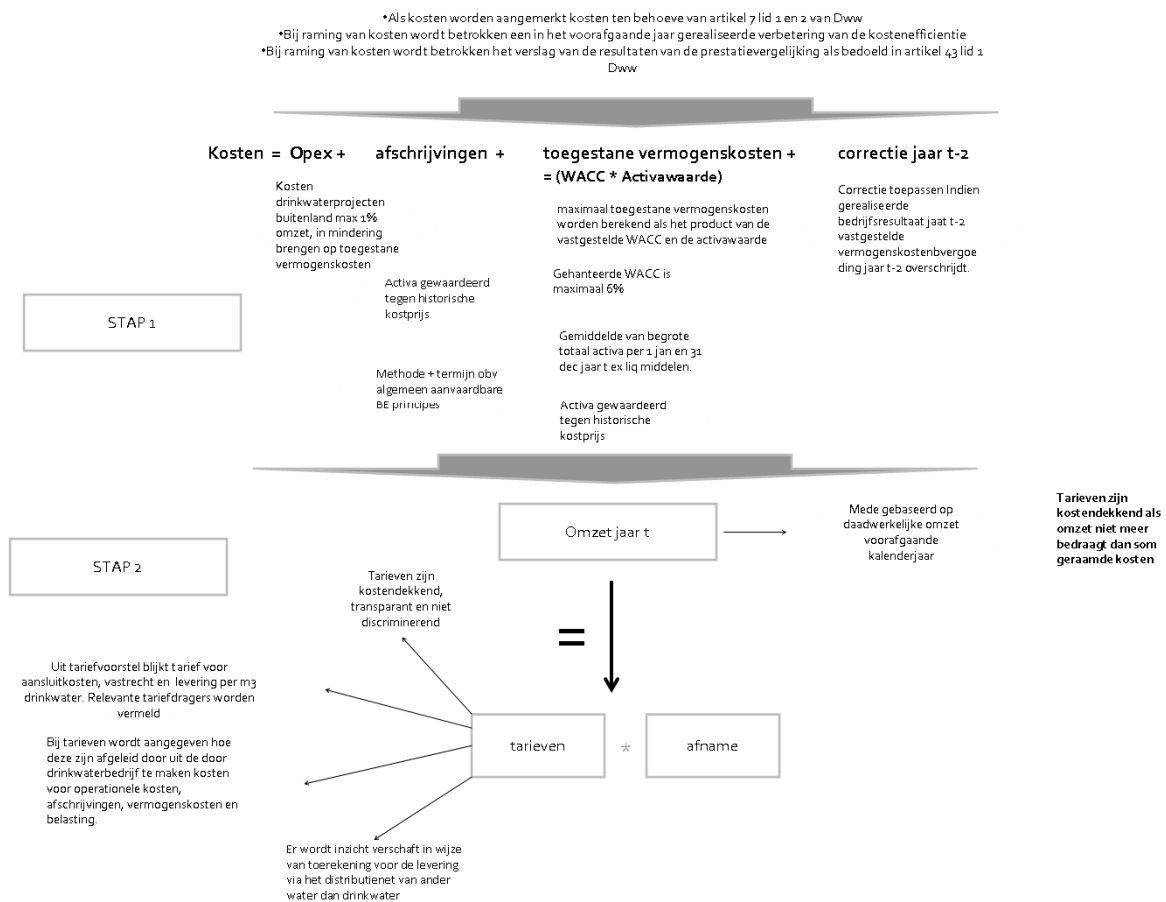 •Als kosten worden aangemerkt kosten ten behoeve van artikel 7 lid 1 en 2 van Dww
•Bij raming van kosten wordt betrokken een in het voorafgaande jaar gerealiseerde verbetering van de kostenefficientie
•Bij raming van kosten wordt betrokken het verslag van de resultaten van de prestatievergelijking als bedoeld in artikel 43 lid 1
Dww
Kosten = Opex + afschrijvingen + toegestane vermogenskosten + correctie jaar t-2
= (WACC * Activawaarde)
Kosten
drinkwaterprojecten
buitenland max 1%
omzet, in mindering
brengen op toegestane
vermogenskosten
Activa gewaardeerd
tegen historische
kostprijs
Methode + termijn obv
algemeen aanvaardbare
BE principes
maximaal toegestane vermogenskosten
worden berekend als het product van de
vastgestelde WACC en de activawaarde
Gehanteerde WACC is
maximaal 6%
Gemiddelde van begrote
totaal activa per 1 jan en 31
dec jaar t ex liq middelen.
Activa gewaardeerd
tegen historische
kostprijs
Correctie toepassen Indien
gerealiseerde
bedrijfsresultaat jaat t-2
vastgestelde
vermogenskostenbvergoe
ding jaar t-2 overschrijdt.
STAP 1
STAP 2
Omzet jaar t
Mede gebaseerd op
daadwerkelijke omzet
voorafgaande
kalenderjaar
Tarieven zijn
kostendekkend als
omzet niet meer
bedraagt dan som
geraamde kosten
Tarieven zijn
kostendekkend,
transparant en niet
discriminerend
=
Uit tariefvoorstel blijkt tarief voor
aansluitkosten, vastrecht en levering per m3
drinkwater. Relevante tariefdragers worden
vermeld
Bij tarieven wordt aangegeven hoe
deze zijn afgeleid door uit de door
drinkwaterbedrijf te maken kosten
voor operationele kosten,
afschrijvingen, vermogenskosten en
belasting.
tarieven * afname
Er wordt inzicht verschaft in wijze
van toerekening voor de levering
via het distributienet van ander
water dan drinkwater